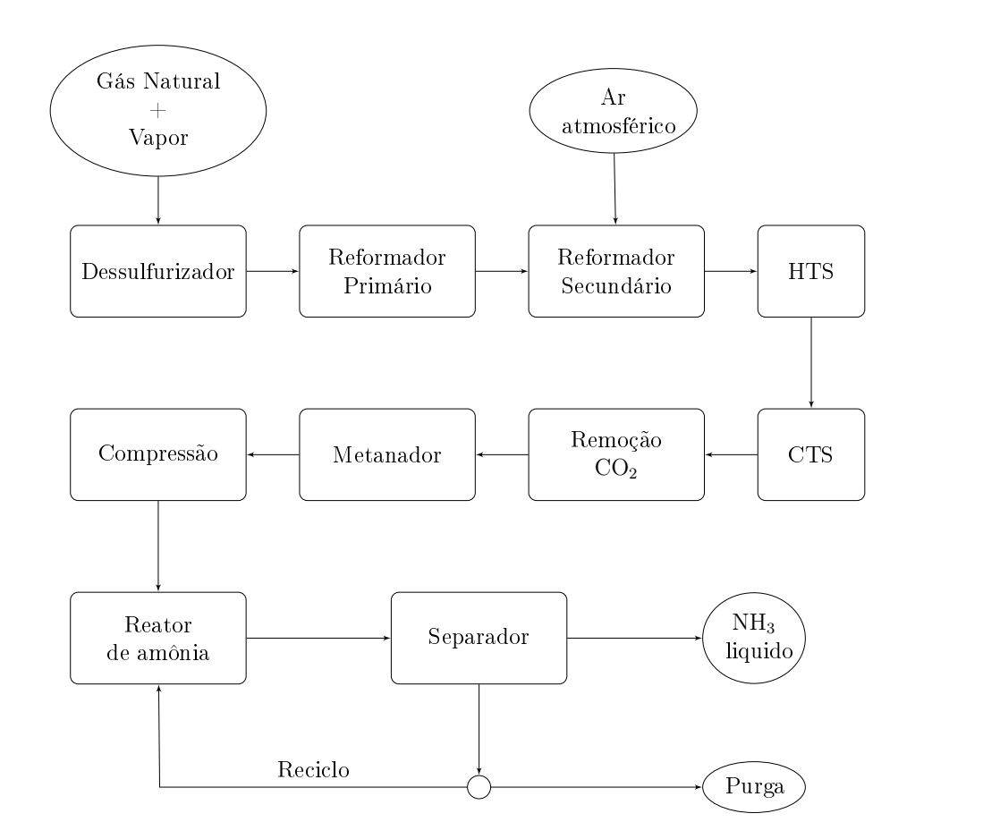 Gás Natural
+
Vapor
Ar
atmosférico
Dessulfurizador
Reformador
Primário
Reformador
Secundário
HTS
Compressão
Metanador
Remoção
CO₂
CTS
Reator
de amônia
Separador
NH₃
liquido
Reciclo
Purga